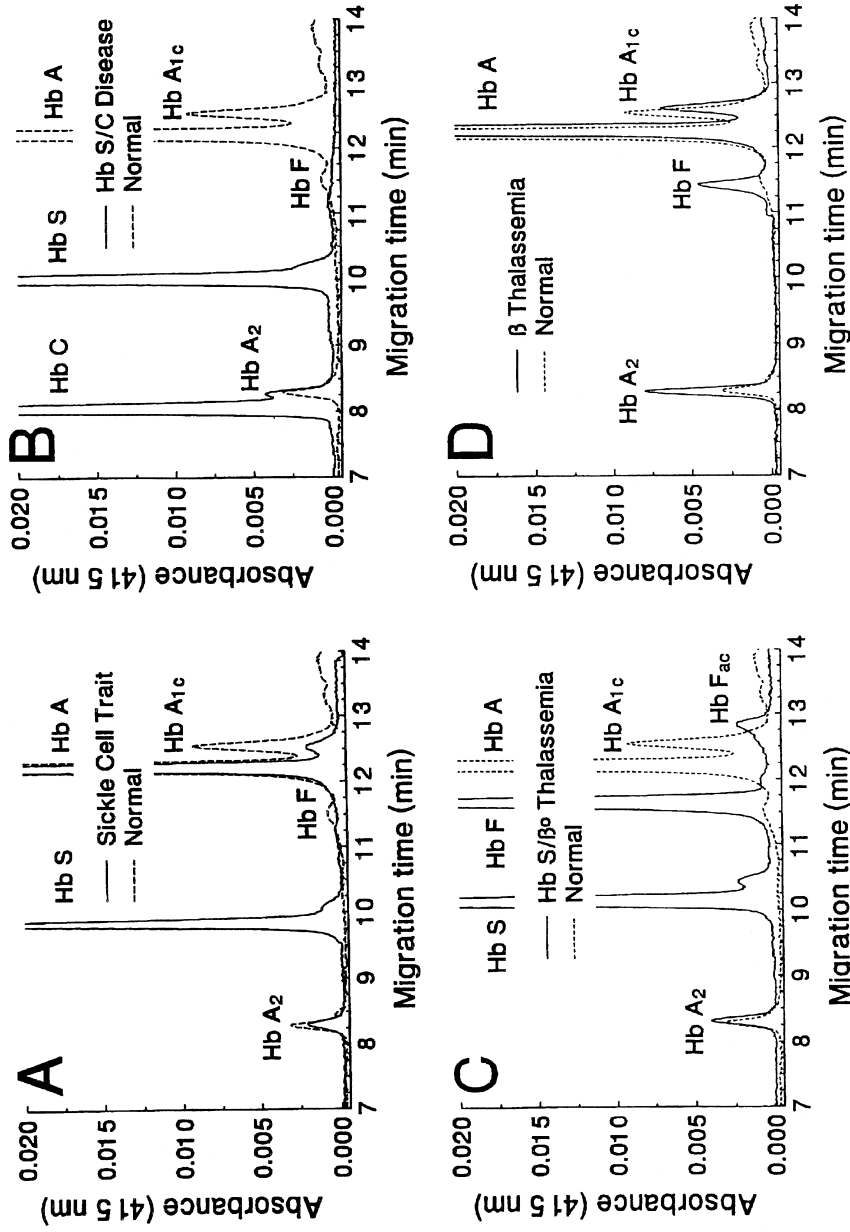 A
Absorbance (415 nm)
0.020
0.015
0.010
0.005
0.000
Hb S
Hb A
Sickle Cell Trait
Normal
Hb A1c
Hb A2
Hb F
7 8 9 10 11 12 13 14
Migration time (min)
B
Absorbance (415 nm)
0.020
0.015
0.010
0.005
0.000
Hb C
Hb S
Hb A
Hb S/C Disease
Normal
Hb A1c
Hb A2
Hb F
7 8 9 10 11 12 13 14
Migration time (min)
C
Absorbance (415 nm)
0.020
0.015
0.010
0.005
0.000
Hb S
Hb F
Hb A
Hb S/β⁰ Thalassemia
Normal
Hb A1c
Hb A2
Hb Fac
7 8 9 10 11 12 13 14
Migration time (min)
D
Absorbance (415 nm)
0.020
0.015
0.010
0.005
0.000
Hb A
β Thalassemia
Normal
Hb A2
Hb F
Hb A1c
7 8 9 10 11 12 13 14
Migration time (min)